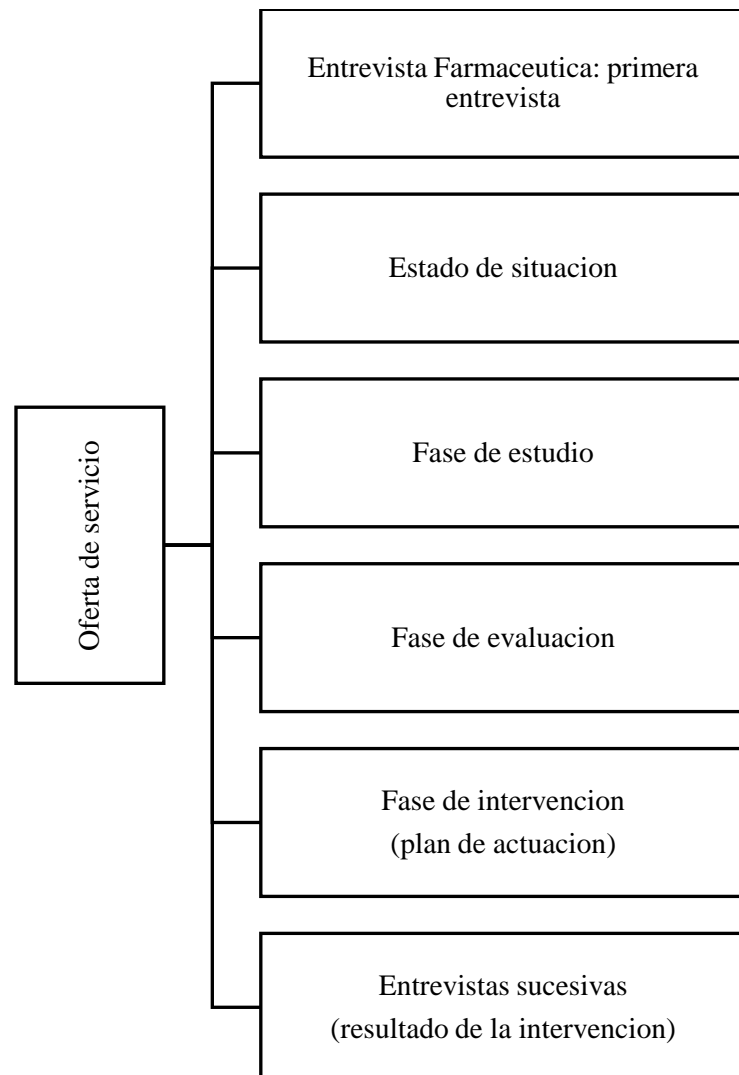 Oferta de servicio
Entrevista Farmaceutica: primera
entrevista
Estado de situacion
Fase de estudio
Fase de evaluacion
Fase de intervencion
(plan de actuacion)
Entrevistas sucesivas
(resultado de la intervencion)